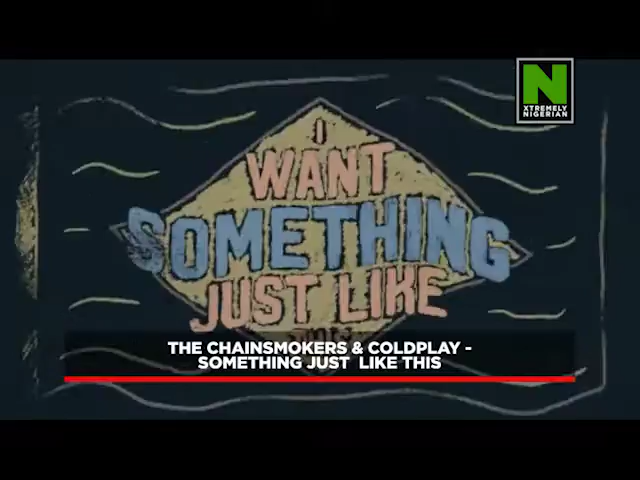 N
XTREMELY
NIGERIAN
I
WANT
SOMETHING
JUST LIKE
THE CHAINSMOKERS & COLDPLAY -
SOMETHING JUST LIKE THIS